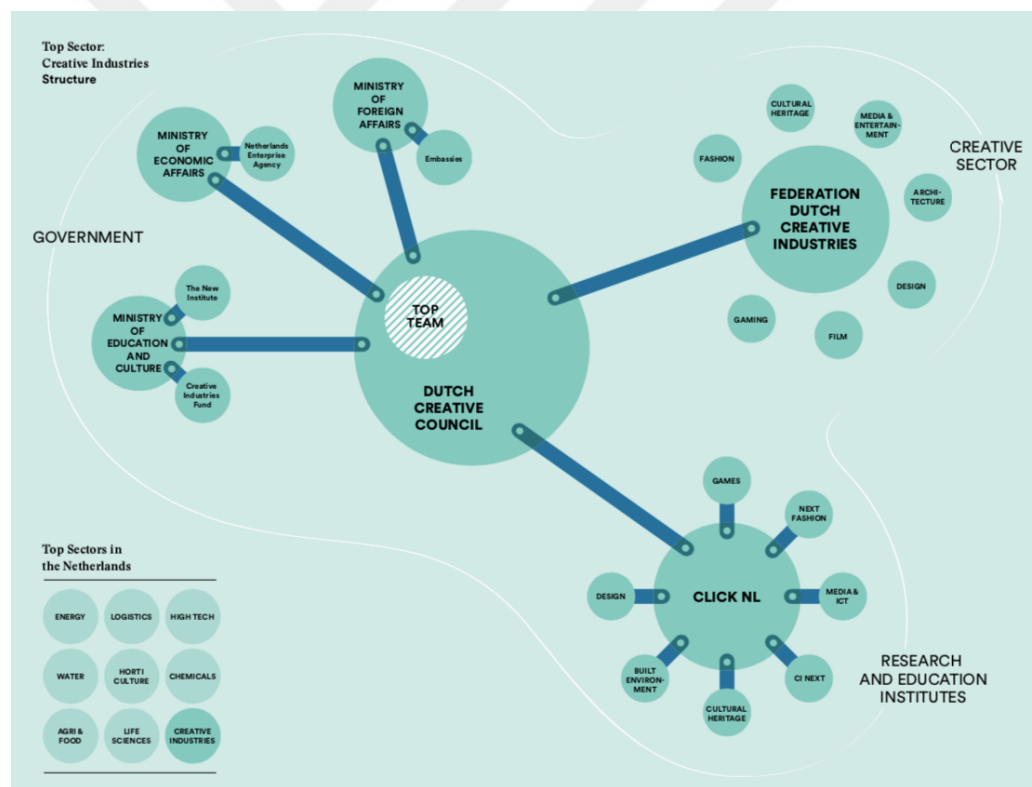 Top Sector:
Creative Industries
Structure
MINISTRY
OF
FOREIGN
AFFAIRS
Embassies
MINISTRY
OF
ECONOMIC
AFFAIRS
Netherlands
Enterprise
Agency
GOVERNMENT
The New
Institute
MINISTRY
OF
EDUCATION
AND
CULTURE
Creative
Industries
Fund
TOP
TEAM
DUTCH
CREATIVE
COUNCIL
CULTURAL
HERITAGE
MEDIA &
ENTERTAIN-
MENT
FASHION
CREATIVE
SECTOR
FEDERATION
DUTCH
CREATIVE
INDUSTRIES
ARCHI-
TECTURE
DESIGN
GAMING
FILM
GAMES
NEXT
FASHION
DESIGN
CLICK NL
MEDIA &
ICT
BUILT
ENVIRON-
MENT
CI NEXT
CULTURAL
HERITAGE
RESEARCH
AND EDUCATION
INSTITUTES
Top Sectors in
the Netherlands
ENERGY
LOGISTICS
HIGH TECH
WATER
HORTI
CULTURE
CHEMICALS
AGRI &
FOOD
LIFE
SCIENCES
CREATIVE
INDUSTRIES